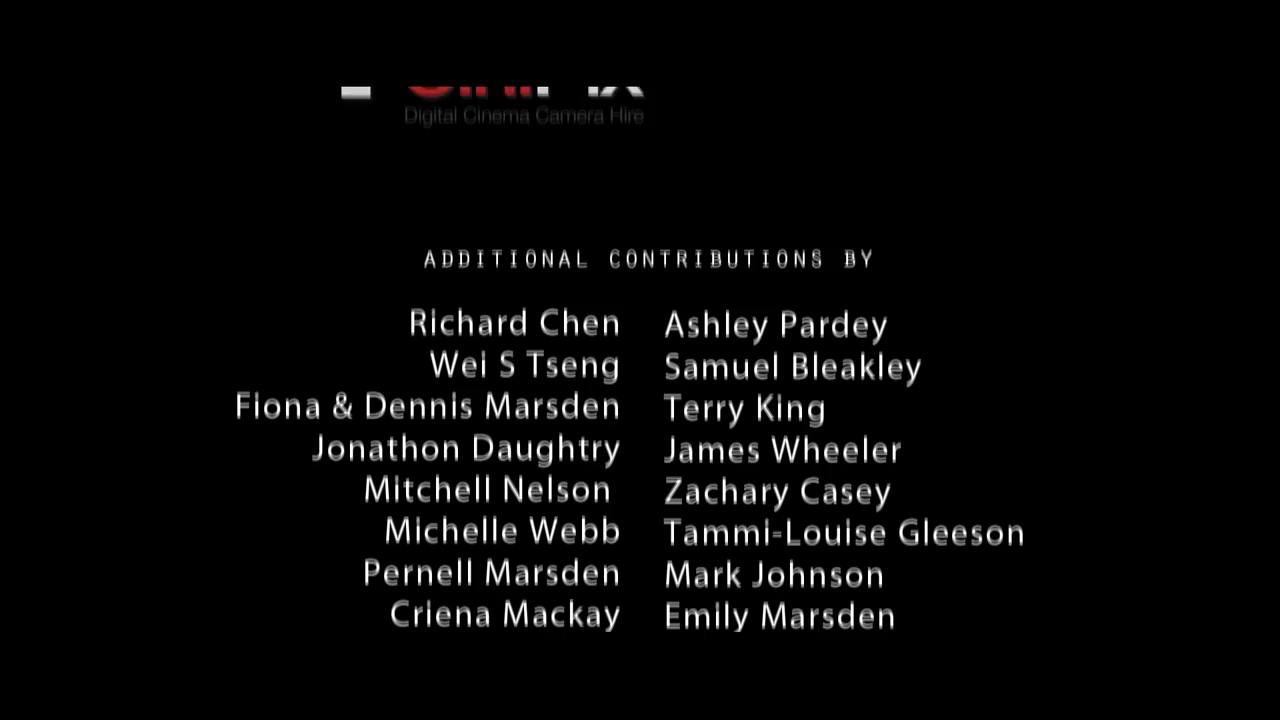 Digital Cinema Camera Hire
ADDITIONAL CONTRIBUTIONS BY
Richard Chen Ashley Pardey
Wei S Tseng Samuel Bleakley
Fiona & Dennis Marsden Terry King
Jonathon Daughtry James Wheeler
Mitchell Nelson Zachary Casey
Michelle Webb Tammi-Louise Gleeson
Pernell Marsden Mark Johnson
Criena Mackay Emily Marsden